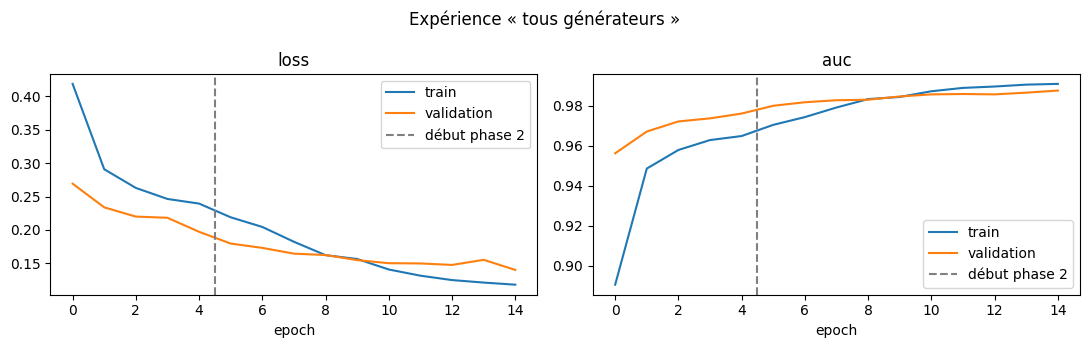 Expérience « tous générateurs »
loss
0.40
0.35
0.30
0.25
0.20
0.15
0 2 4 6 8 10 12 14
epoch
train
validation
début phase 2
auc
0.98
0.96
0.94
0.92
0.90
0 2 4 6 8 10 12 14
epoch
train
validation
début phase 2